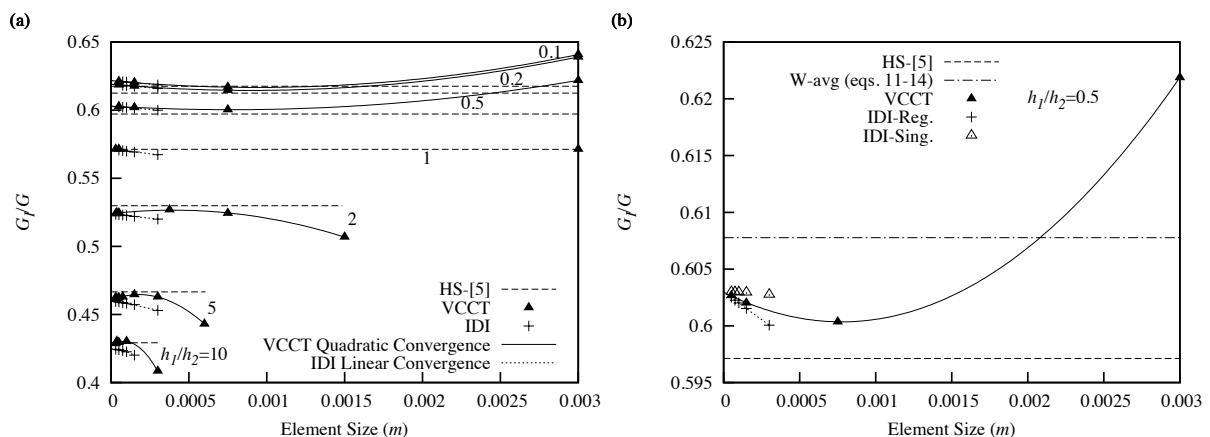 (a)
0.65
0.6
0.55
0.5
0.45
0.4
G_I/G
0
0.0005
0.001
0.0015
0.002
0.0025
0.003
Element Size (m)
0.1
0.2
0.5
1
2
5
h_1/h_2=10
HS-[5]
VCCT
IDI
VCCT Quadratic Convergence
IDI Linear Convergence
(b)
0.625
0.62
0.615
0.61
0.605
0.6
0.595
G_I/G
0
0.0005
0.001
0.0015
0.002
0.0025
0.003
Element Size (m)
HS-[5]
W-avg (eqs. 11-14)
VCCT
IDI-Reg.
IDI-Sing.
h_1/h_2=0.5